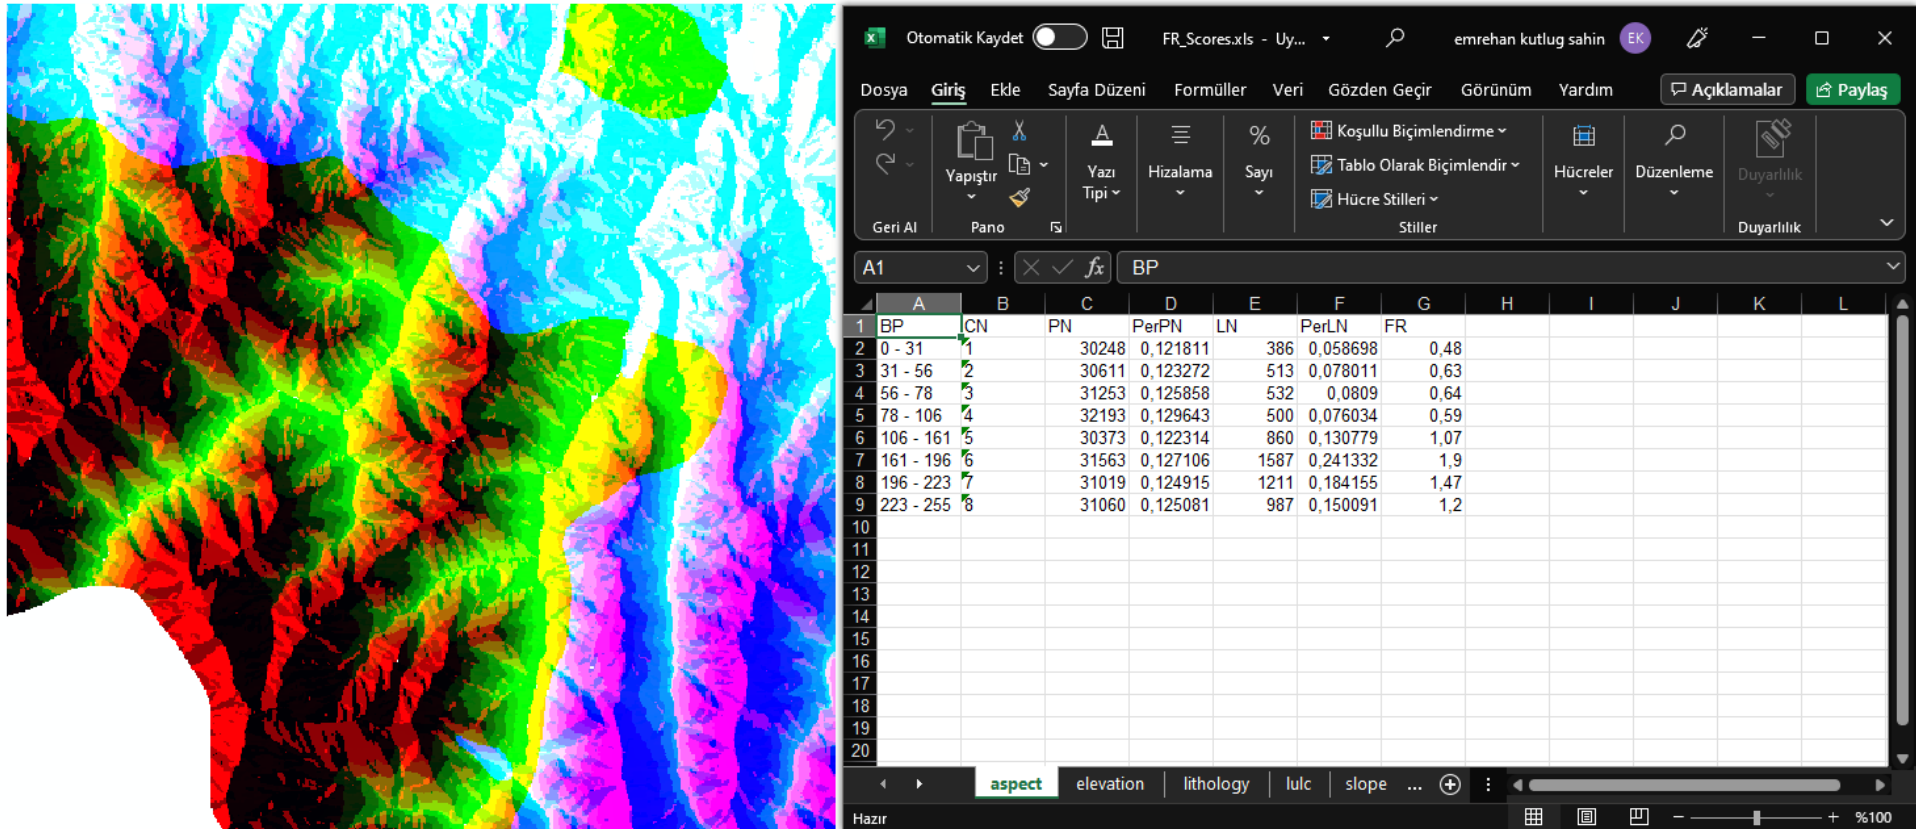 Otomatik Kaydet FR_Scores.xls - Uy... emrehan kutlug sahin EK
Dosya Giriş Ekle Sayfa Düzeni Formüller Veri Gözden Geçir Görünüm Yardım Açıklamalar Paylaş
Geri Al
Yapıştır
Pano
Yazı Tipi
Hizalama
%
Sayı
Koşullu Biçimlendirme
Tablo Olarak Biçimlendir
Hücre Stilleri
Stiller
Hücreler
Düzenleme
Duyarlılık
Duyarlılık
A1 fx BP
A B C D E F G H I J K L
1 BP CN PN PerPN LN PerLN FR
2 0 - 31 1 30248 0,121811 386 0,058698 0,48
3 31 - 56 2 30611 0,123272 513 0,078011 0,63
4 56 - 78 3 31253 0,125858 532 0,0809 0,64
5 78 - 106 4 32193 0,129643 500 0,076034 0,59
6 106 - 161 5 30373 0,122314 860 0,130779 1,07
7 161 - 196 6 31563 0,127106 1587 0,241332 1,9
8 196 - 223 7 31019 0,124915 1211 0,184155 1,47
9 223 - 255 8 31060 0,125081 987 0,150091 1,2
10
11
12
13
14
15
16
17
18
19
20
aspect elevation lithology lulc slope ...
Hazır %100